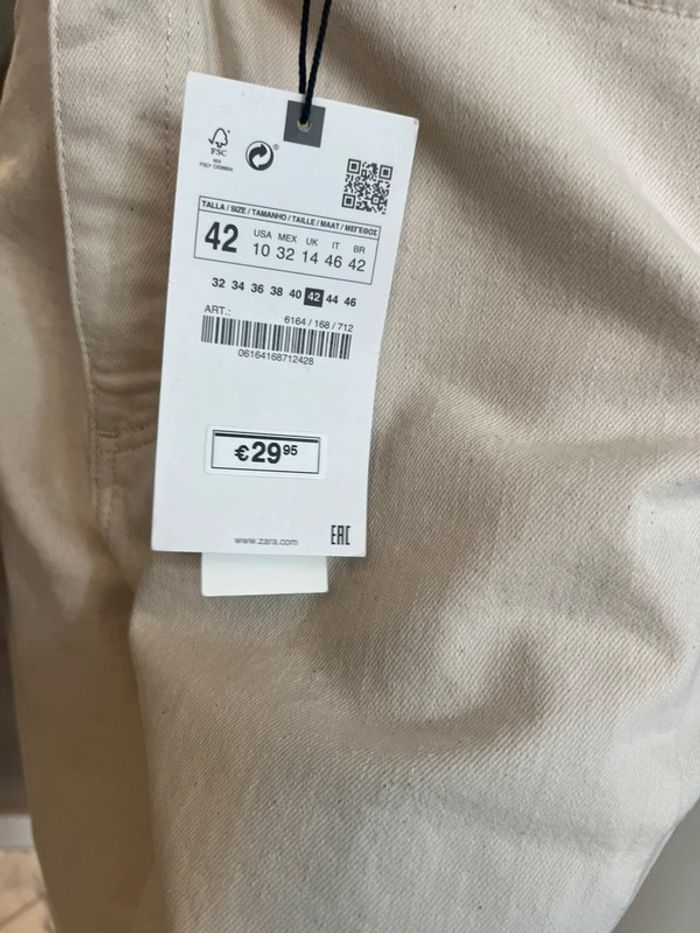 FSC
MIX
TALLA / SIZE / TAMANHO / TAILLE / MAAT / ΜΕΓΕΘΟΣ
42
USA MEX UK IT BR
10 32 14 46 42
32 34 36 38 40 42 44 46
ART.:
6164 / 168 / 712
06164168712428
€29 95
www.zara.com
EAC